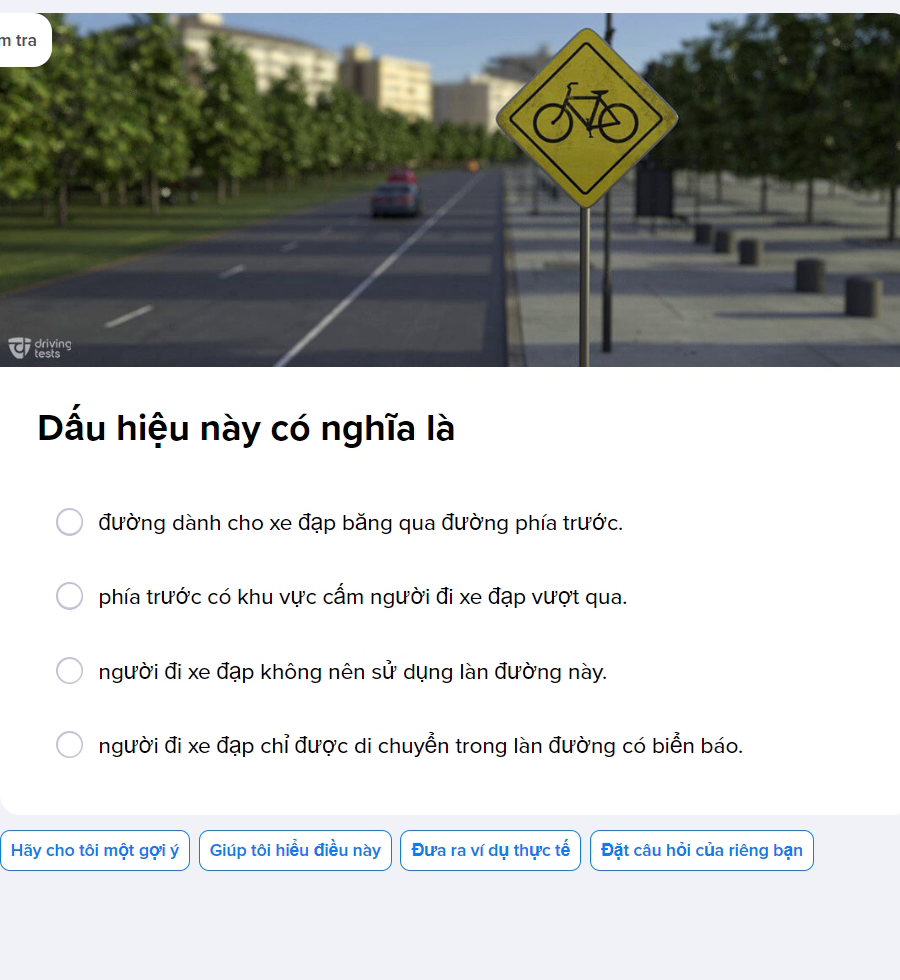 m tra
driving
tests
Dấu hiệu này có nghĩa là
đường dành cho xe đạp băng qua đường phía trước.
phía trước có khu vực cấm người đi xe đạp vượt qua.
người đi xe đạp không nên sử dụng làn đường này.
người đi xe đạp chỉ được di chuyển trong làn đường có biển báo.
Hãy cho tôi một gợi ý
Giúp tôi hiểu điều này
Đưa ra ví dụ thực tế
Đặt câu hỏi của riêng bạn